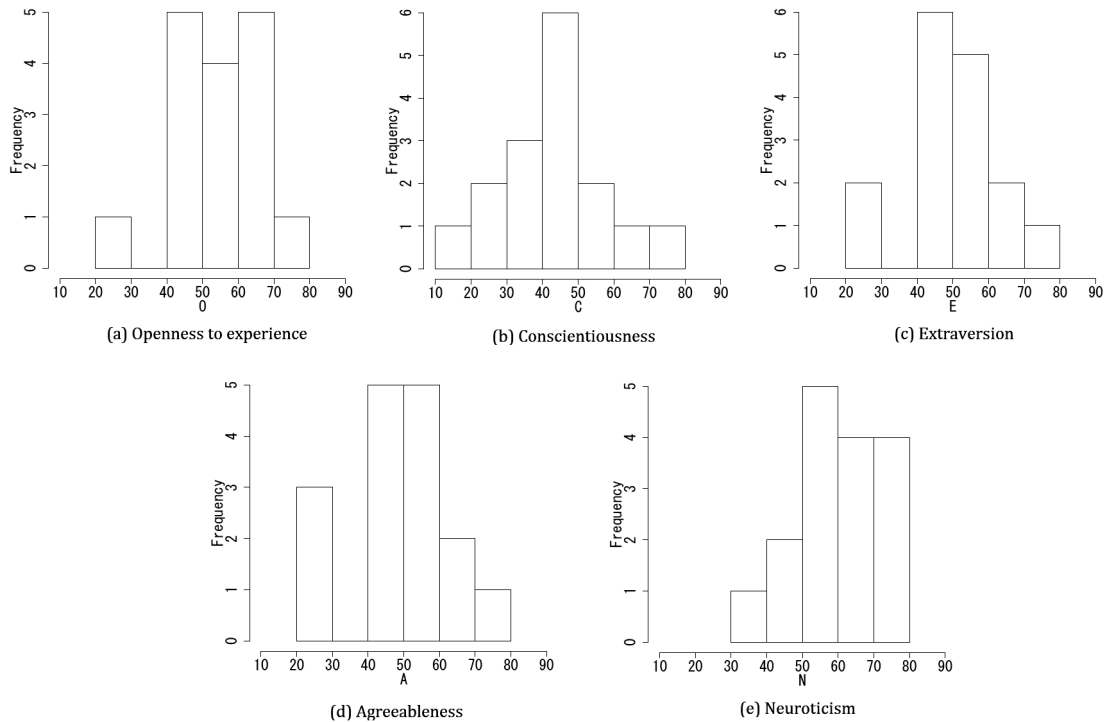 Frequency
0 1 2 3 4 5
10 20 30 40 50 60 70 80 90
O
(a) Openness to experience
Frequency
0 1 2 3 4 5 6
10 20 30 40 50 60 70 80 90
C
(b) Conscientiousness
Frequency
0 1 2 3 4 5 6
10 20 30 40 50 60 70 80 90
E
(c) Extraversion
Frequency
0 1 2 3 4 5
10 20 30 40 50 60 70 80 90
A
(d) Agreeableness
Frequency
0 1 2 3 4 5
10 20 30 40 50 60 70 80 90
N
(e) Neuroticism